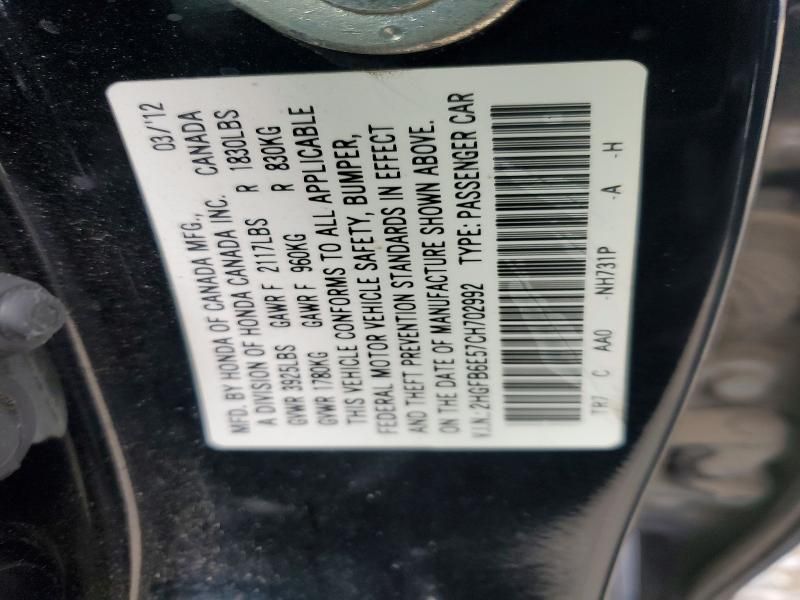 MFD. BY HONDA OF CANADA MFG., 03/12
A DIVISION OF HONDA CANADA INC. CANADA
GVWR 3925LBS GAWR F 2117LBS R 1830LBS
GVWR 1780KG GAWR F 960KG R 830KG
THIS VEHICLE CONFORMS TO ALL APPLICABLE
FEDERAL MOTOR VEHICLE SAFETY, BUMPER,
AND THEFT PREVENTION STANDARDS IN EFFECT
ON THE DATE OF MANUFACTURE SHOWN ABOVE.
V.I.N.:2HGFB6E57CH702992 TYPE: PASSENGER CAR
TR7 C AA0 -NH731P -A -H